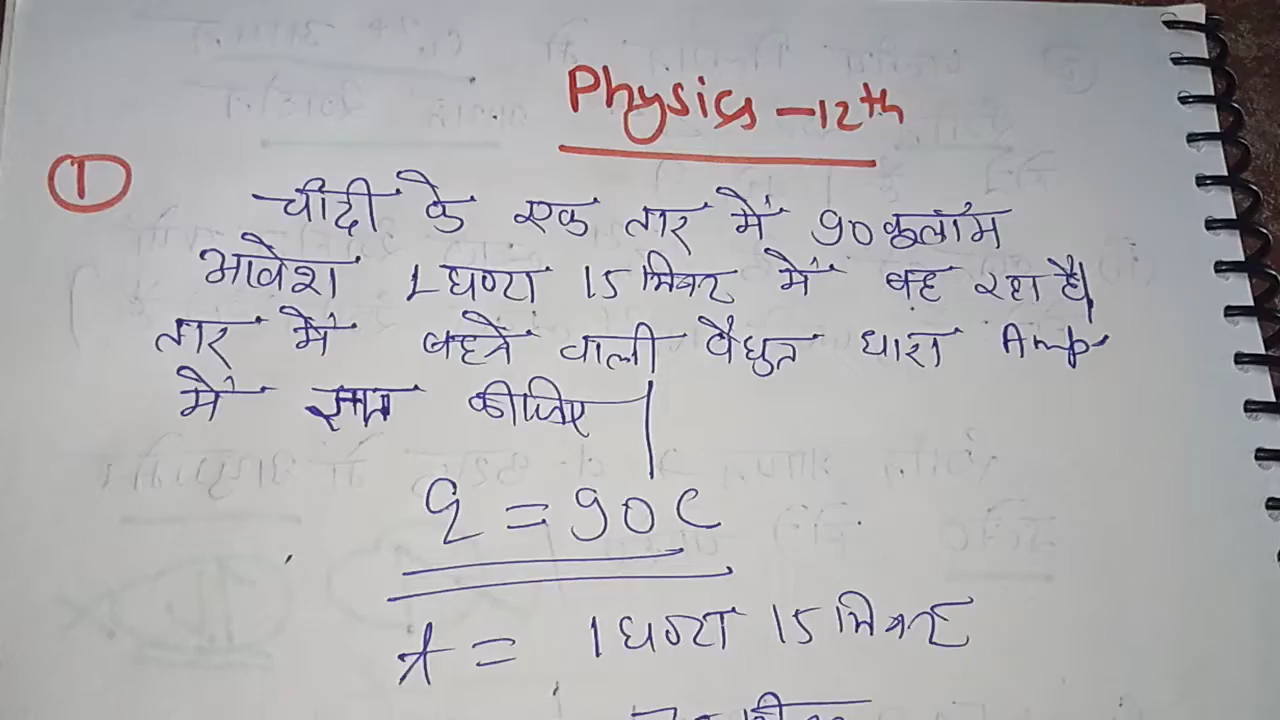 Physics - 12th
1
चाँदी के एक तार में 90 कूलॉम
आवेश 1 घण्टा 15 मिनट में बह रहा है।
तार में बहने वाली वैधुत धारा Amp-
में ज्ञात कीजिए।
q = 90 C
t = 1 घण्टा 15 मिनट